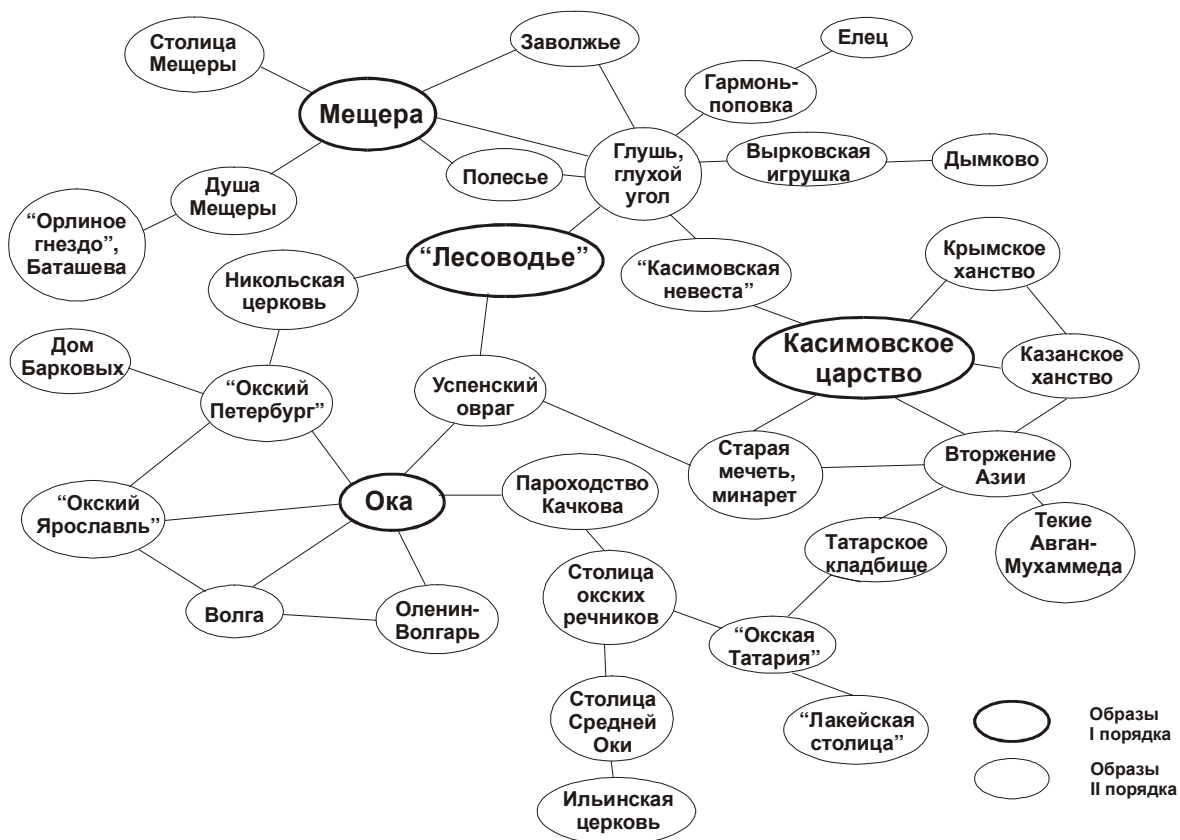 Столица
Мещеры
Заволжье
Елец
Гармонь-
поповка
Мещера
Глушь,
глухой
угол
Вырковская
игрушка
Дымково
Полесье
Душа
Мещеры
“Орлиное
гнездо”,
Баташева
“Лесоводье”
Никольская
церковь
“Касимовская
невеста”
Крымское
ханство
Касимовское
царство
Казанское
ханство
Дом
Барковых
“Окский
Петербург”
Успенский
овраг
Старая
мечеть,
минарет
Вторжение
Азии
“Окский
Ярославль”
Ока
Пароходство
Качкова
Татарское
кладбище
Текие
Авган-
Мухаммеда
Волга
Оленин-
Волгарь
Столица
окских
речников
“Окская
Татария”
Столица
Средней
Оки
“Лакейская
столица”
Ильинская
церковь
Образы
I порядка
Образы
II порядка